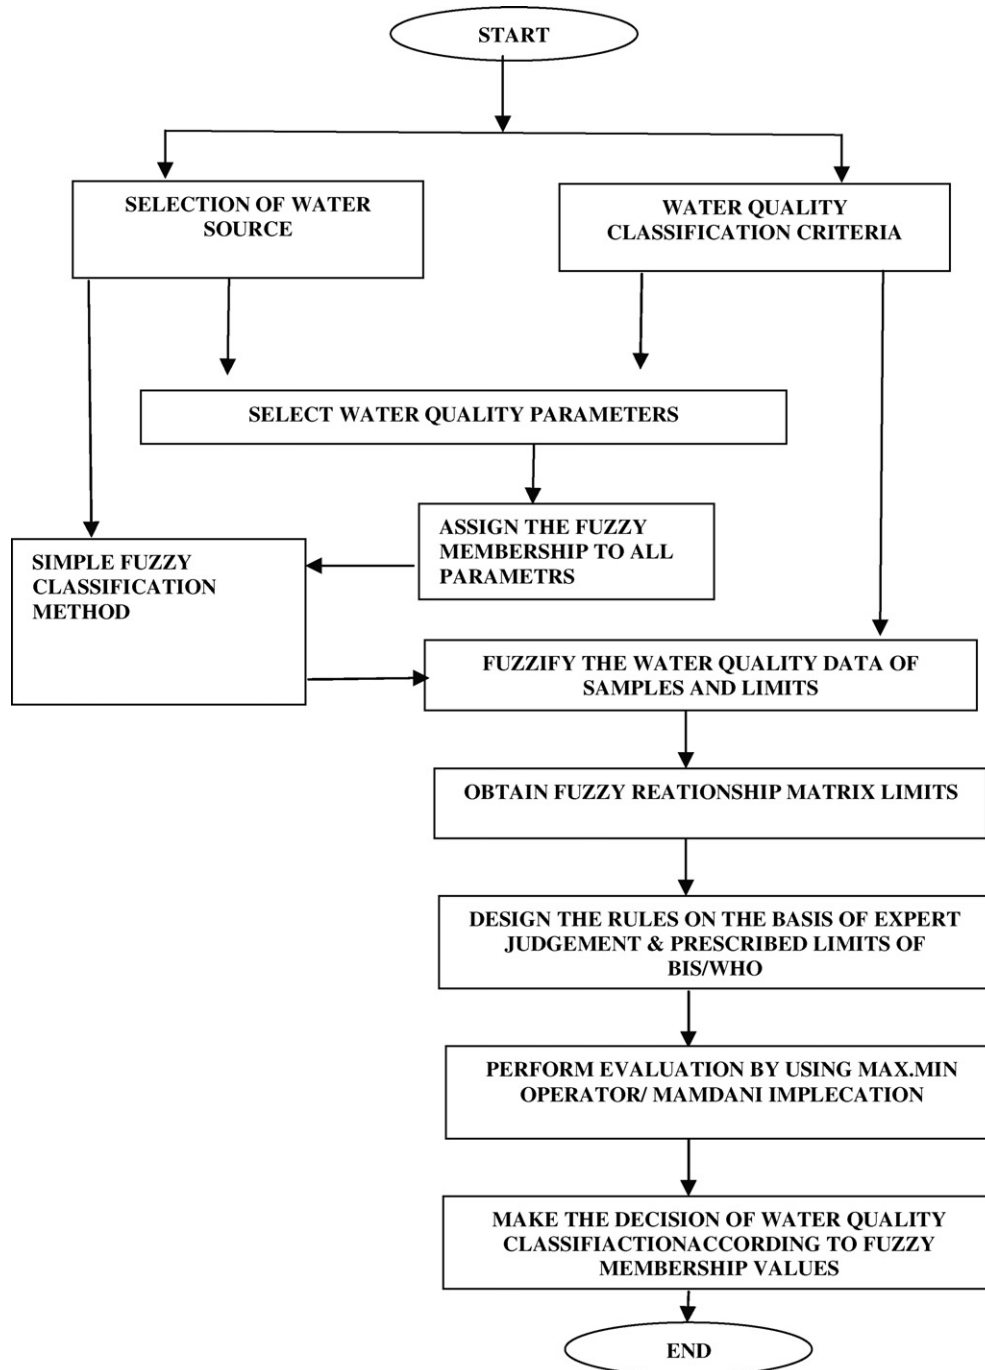 START
SELECTION OF WATER
SOURCE
WATER QUALITY
CLASSIFICATION CRITERIA
SELECT WATER QUALITY PARAMETERS
ASSIGN THE FUZZY
MEMBERSHIP TO ALL
PARAMETRS
SIMPLE FUZZY
CLASSIFICATION
METHOD
FUZZIFY THE WATER QUALITY DATA OF
SAMPLES AND LIMITS
OBTAIN FUZZY REATIONSHIP MATRIX LIMITS
DESIGN THE RULES ON THE BASIS OF EXPERT
JUDGEMENT & PRESCRIBED LIMITS OF
BIS/WHO
PERFORM EVALUATION BY USING MAX.MIN
OPERATOR/ MAMDANI IMPLECATION
MAKE THE DECISION OF WATER QUALITY
CLASSIFIACTIONACCORDING TO FUZZY
MEMBERSHIP VALUES
END